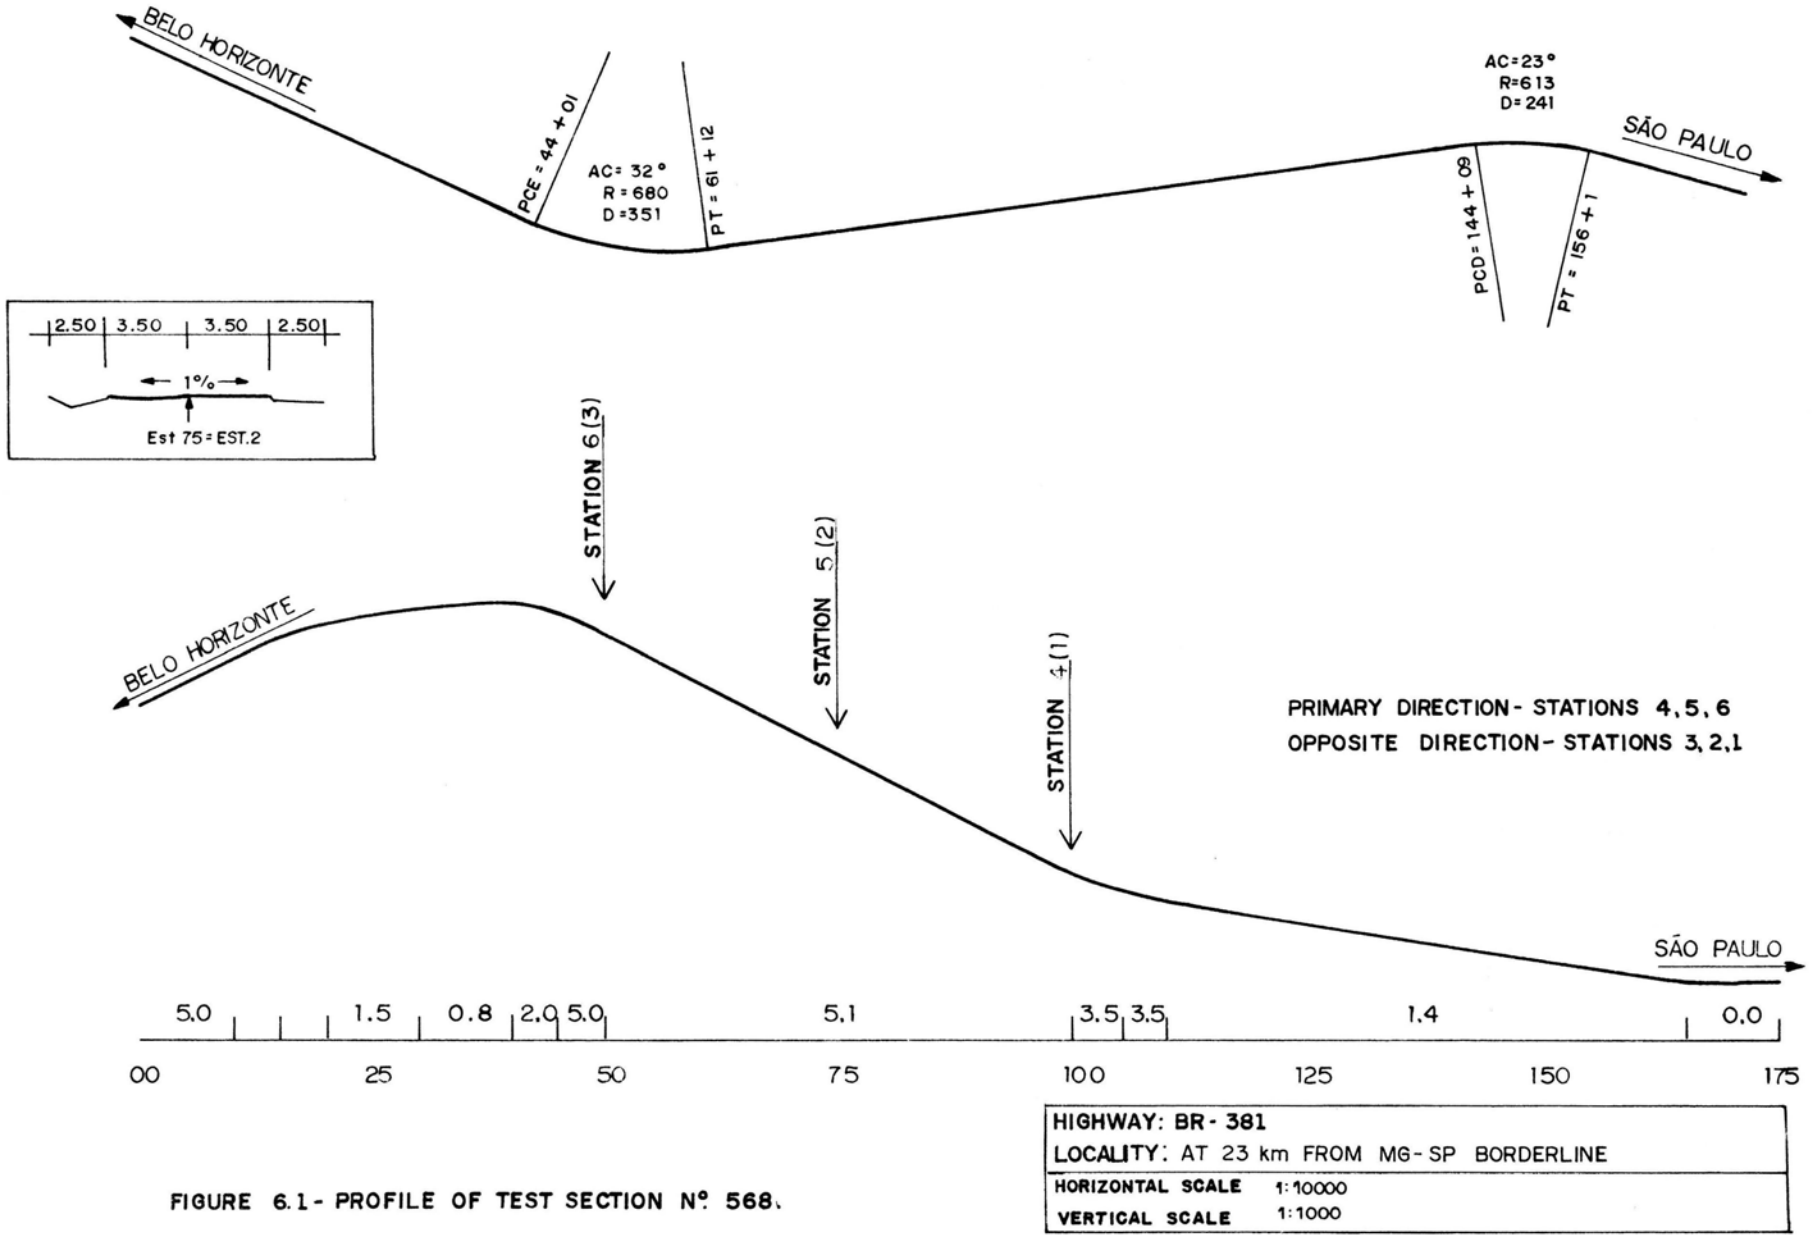 BELO HORIZONTE
PCE = 44 + 01
AC= 32°
R = 680
D =351
PT = 61 + 12
AC=23°
R=613
D=241
SÃO PAULO
PCD=144 + 09
PT = 156 + 1
2.50 3.50 3.50 2.50
1%
Est 75 = EST.2
STATION 6(3)
STATION 5(2)
STATION 4(1)
BELO HORIZONTE
PRIMARY DIRECTION- STATIONS 4,5,6
OPPOSITE DIRECTION- STATIONS 3,2,1
SÃO PAULO
5.0 1.5 0.8 2.0 5.0 5.1 3.5 3.5 1.4 0.0
00 25 50 75 100 125 150 175
HIGHWAY: BR- 381
LOCALITY: AT 23 km FROM MG-SP BORDERLINE
HORIZONTAL SCALE 1:10000
VERTICAL SCALE 1:1000
FIGURE 6.1- PROFILE OF TEST SECTION Nº 568.